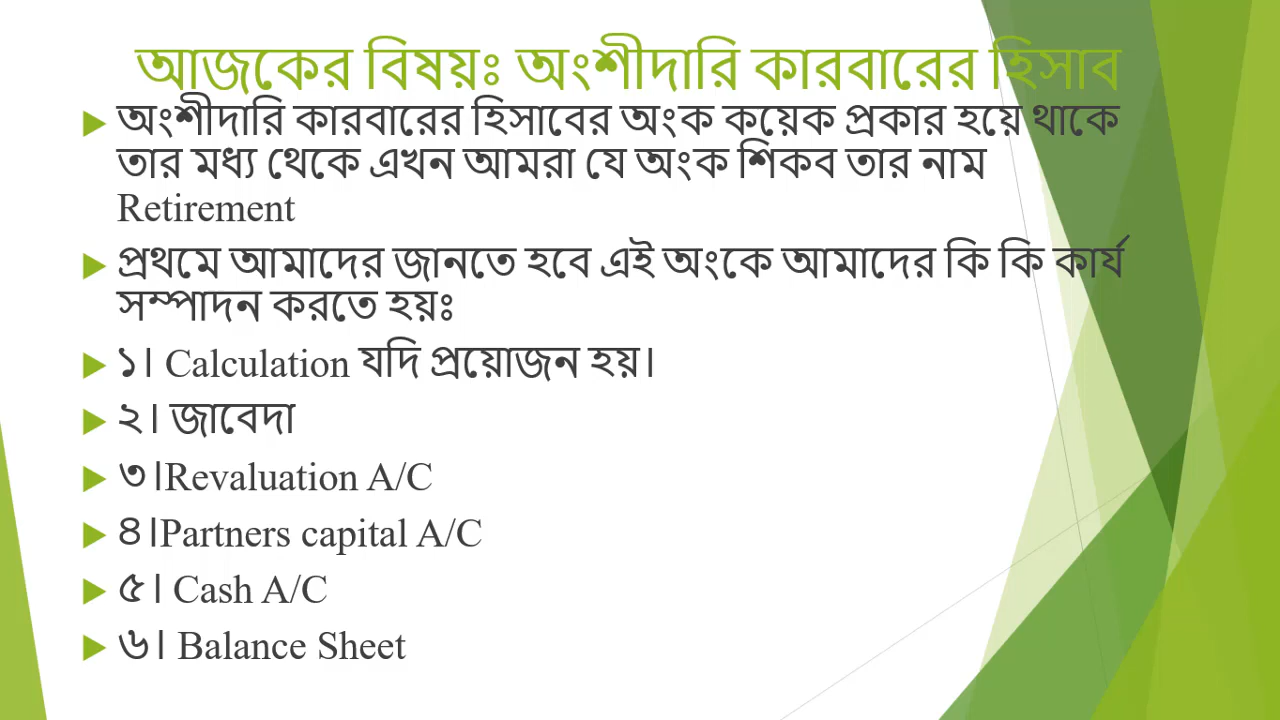 আজকের বিষয়ঃ অংশীদারি কারবারের হিসাব
অংশীদারি কারবারের হিসাবের অংক কয়েক প্রকার হয়ে থাকে
তার মধ্য থেকে এখন আমরা যে অংক শিকব তার নাম
Retirement
প্রথমে আমাদের জানতে হবে এই অংকে আমাদের কি কি কার্য
সম্পাদন করতে হয়ঃ
১। Calculation যদি প্রয়োজন হয়।
২। জাবেদা
৩।Revaluation A/C
৪।Partners capital A/C
৫। Cash A/C
৬। Balance Sheet